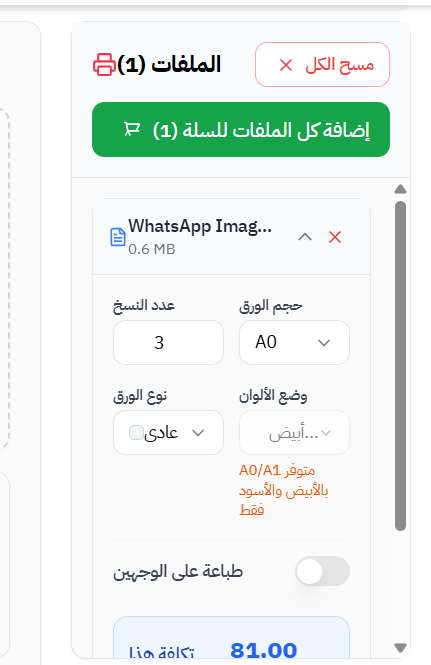 الملفات (1)
مسح الكل
إضافة كل الملفات للسلة (1)
WhatsApp Imag...
0.6 MB
حجم الورق
عدد النسخ
A0
3
وضع الألوان
نوع الورق
أبيض...
عادي
متوفر A0/A1
بالأبيض والأسود
فقط
طباعة على الوجهين
تكلفة هذا
81.00